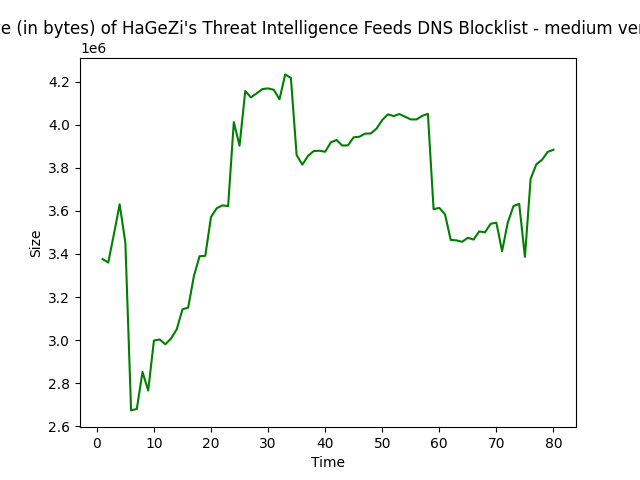 (in bytes) of HaGeZi's Threat Intelligence Feeds DNS Blocklist - medium
1e6
4.2
4.0
3.8
3.6
3.4
3.2
3.0
2.8
2.6
Size
0 10 20 30 40 50 60 70 80
Time